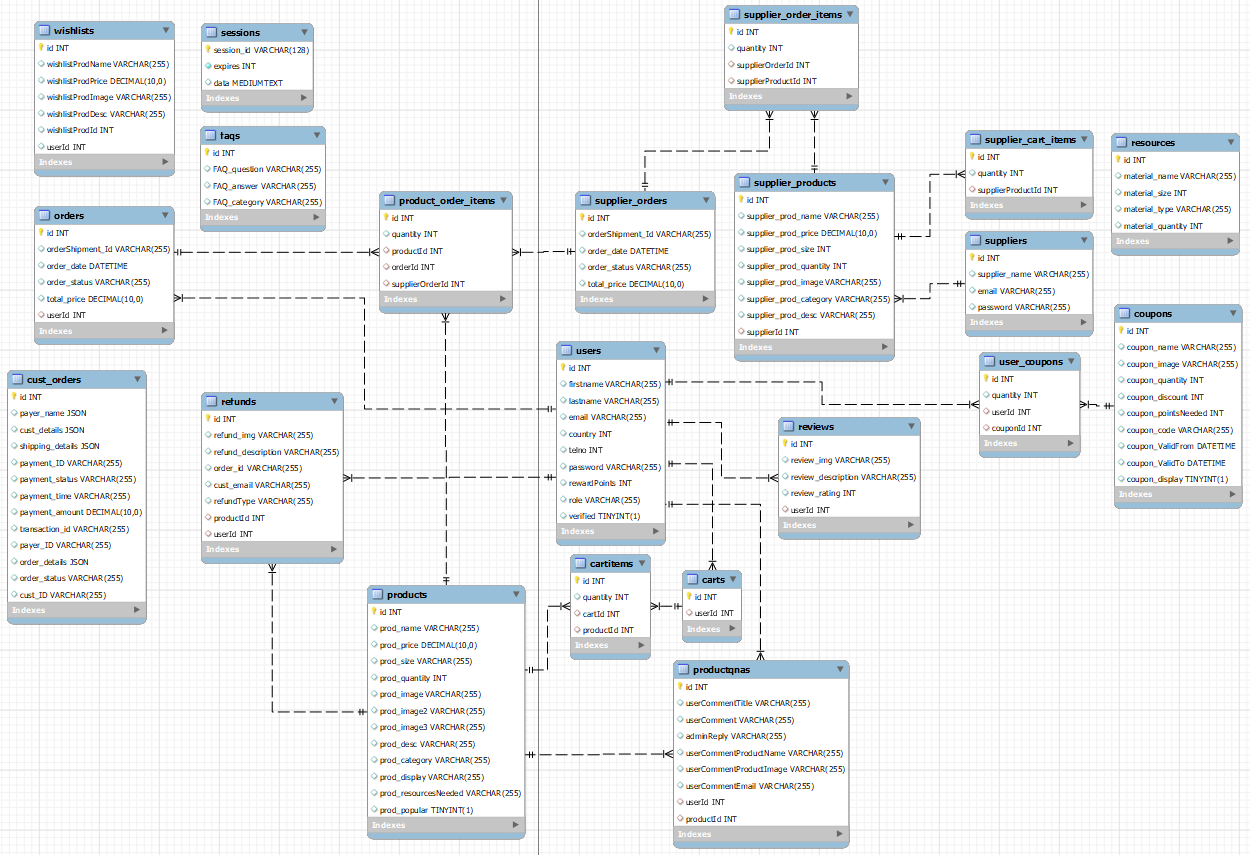 wishlists
id INT
wishlistProdName VARCHAR(255)
wishlistProdPrice DECIMAL(10,0)
wishlistProdImage VARCHAR(255)
wishlistProdDesc VARCHAR(255)
wishlistProdId INT
userId INT
Indexes
sessions
session_id VARCHAR(128)
expires INT
data MEDIUMTEXT
Indexes
faqs
id INT
FAQ_question VARCHAR(255)
FAQ_answer VARCHAR(255)
FAQ_category VARCHAR(255)
Indexes
orders
id INT
orderShipment_Id VARCHAR(255)
order_date DATETIME
order_status VARCHAR(255)
total_price DECIMAL(10,0)
userId INT
Indexes
product_order_items
id INT
quantity INT
productId INT
orderId INT
supplierOrderId INT
Indexes
supplier_orders
id INT
orderShipment_Id VARCHAR(255)
order_date DATETIME
order_status VARCHAR(255)
total_price DECIMAL(10,0)
Indexes
supplier_order_items
id INT
quantity INT
supplierOrderId INT
supplierProductId INT
Indexes
supplier_products
id INT
supplier_prod_name VARCHAR(255)
supplier_prod_price DECIMAL(10,0)
supplier_prod_size INT
supplier_prod_quantity INT
supplier_prod_image VARCHAR(255)
supplier_prod_category VARCHAR(255)
supplier_prod_desc VARCHAR(255)
supplierId INT
Indexes
supplier_cart_items
id INT
quantity INT
supplierProductId INT
Indexes
resources
id INT
material_name VARCHAR(255)
material_size INT
material_type VARCHAR(255)
material_quantity INT
Indexes
suppliers
id INT
supplier_name VARCHAR(255)
email VARCHAR(255)
password VARCHAR(255)
Indexes
coupons
id INT
coupon_name VARCHAR(255)
coupon_image VARCHAR(255)
coupon_quantity INT
coupon_discount INT
coupon_pointsNeeded INT
coupon_code VARCHAR(255)
coupon_ValidFrom DATETIME
coupon_ValidTo DATETIME
coupon_display TINYINT(1)
Indexes
user_coupons
id INT
quantity INT
userId INT
couponId INT
Indexes
cust_orders
id INT
payer_name JSON
cust_details JSON
shipping_details JSON
payment_ID VARCHAR(255)
payment_status VARCHAR(255)
payment_time VARCHAR(255)
payment_amount DECIMAL(10,0)
transaction_id VARCHAR(255)
payer_ID VARCHAR(255)
order_details JSON
order_status VARCHAR(255)
cust_ID VARCHAR(255)
Indexes
refunds
id INT
refund_img VARCHAR(255)
refund_description VARCHAR(255)
order_id VARCHAR(255)
cust_email VARCHAR(255)
refundType VARCHAR(255)
productId INT
userId INT
Indexes
users
id INT
firstname VARCHAR(255)
lastname VARCHAR(255)
email VARCHAR(255)
country INT
telno INT
password VARCHAR(255)
rewardPoints INT
role VARCHAR(255)
verified TINYINT(1)
Indexes
reviews
id INT
review_img VARCHAR(255)
review_description VARCHAR(255)
review_rating INT
userId INT
Indexes
cartitems
id INT
quantity INT
cartId INT
productId INT
Indexes
carts
id INT
userId INT
Indexes
products
id INT
prod_name VARCHAR(255)
prod_price DECIMAL(10,0)
prod_size VARCHAR(255)
prod_quantity INT
prod_image VARCHAR(255)
prod_image2 VARCHAR(255)
prod_image3 VARCHAR(255)
prod_desc VARCHAR(255)
prod_category VARCHAR(255)
prod_display VARCHAR(255)
prod_resourcesNeeded VARCHAR(255)
prod_popular TINYINT(1)
Indexes
productqnas
id INT
userCommentTitle VARCHAR(255)
userComment VARCHAR(255)
adminReply VARCHAR(255)
userCommentProductName VARCHAR(255)
userCommentProductImage VARCHAR(255)
userCommentEmail VARCHAR(255)
userId INT
productId INT
Indexes